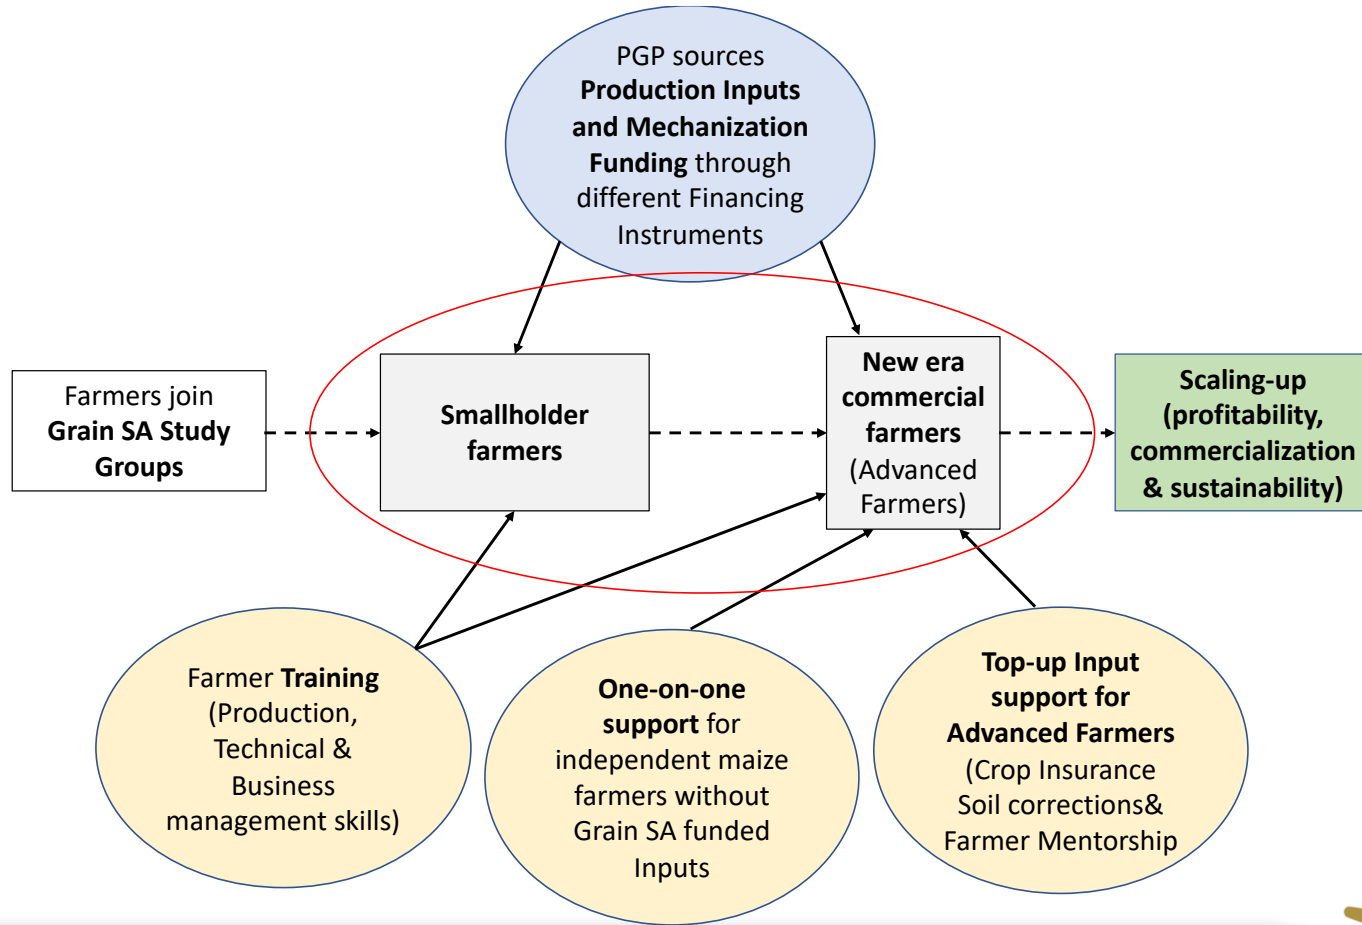 PGP sources
Production Inputs
and Mechanization
Funding through
different Financing
Instruments
Farmers join
Grain SA Study
Groups
Smallholder
farmers
New era
commercial
farmers
(Advanced
Farmers)
Scaling-up
(profitability,
commercialization
& sustainability)
Farmer Training
(Production,
Technical &
Business
management skills)
One-on-one
support for
independent maize
farmers without
Grain SA funded
Inputs
Top-up Input
support for
Advanced Farmers
(Crop Insurance
Soil corrections&
Farmer Mentorship